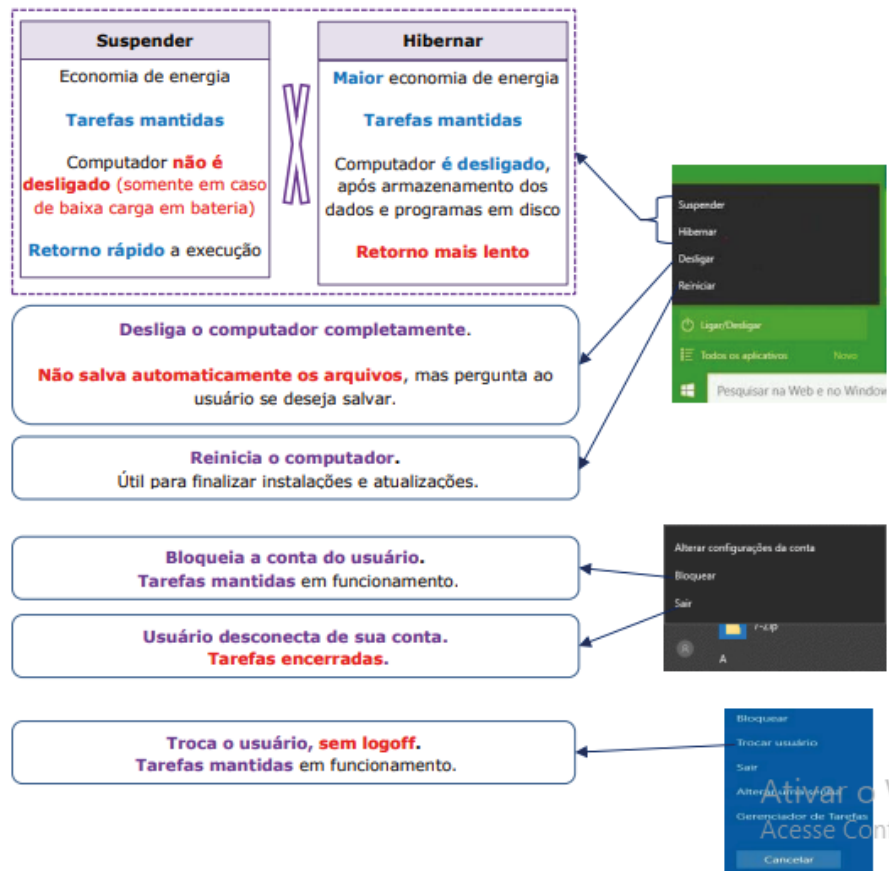 Suspender
Economia de energia
Tarefas mantidas
Computador não é
desligado (somente em caso
de baixa carga em bateria)
Retorno rápido a execução
Hibernar
Maior economia de energia
Tarefas mantidas
Computador é desligado,
após armazenamento dos
dados e programas em disco
Retorno mais lento
Suspender
Hibernar
Desligar
Reiniciar
Ligar/Desligar
Todos os aplicativos Novo
Pesquisar na Web e no Window
Desliga o computador completamente.
Não salva automaticamente os arquivos, mas pergunta ao
usuário se deseja salvar.
Reinicia o computador.
Útil para finalizar instalações e atualizações.
Bloqueia a conta do usuário.
Tarefas mantidas em funcionamento.
Usuário desconecta de sua conta.
Tarefas encerradas.
Alterar configurações da conta
Bloquear
Sair
7-Zip
A
Troca o usuário, sem logoff.
Tarefas mantidas em funcionamento.
Bloquear
Trocar usuário
Sair
Alterar uma senha
Gerenciador de Tarefas
Cancelar
Ativar o
Acesse